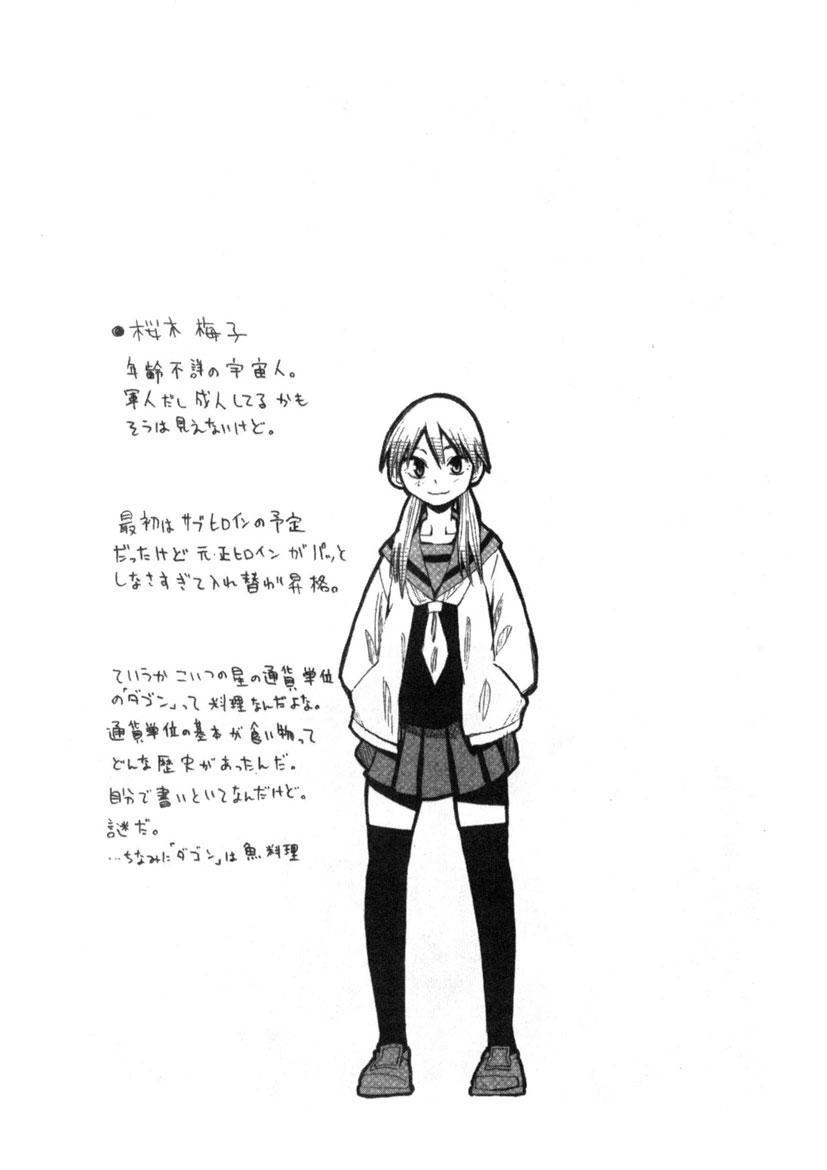 ●桜木 梅子
年齢不詳の宇宙人。
軍人だし成人してるかも
そうは見えないけど。
最初はサブヒロインの予定
だったけど元・正ヒロインがパッと
しなさすぎて入れ替わり昇格。
ていうかこいつの星の通貨単位
の「ダゴン」って料理なんだよな。
通貨単位の基本が食い物って
どんな歴史があったんだ。
自分で書いといてなんだけど。
謎だ。
…ちなみに「ダゴン」は魚料理